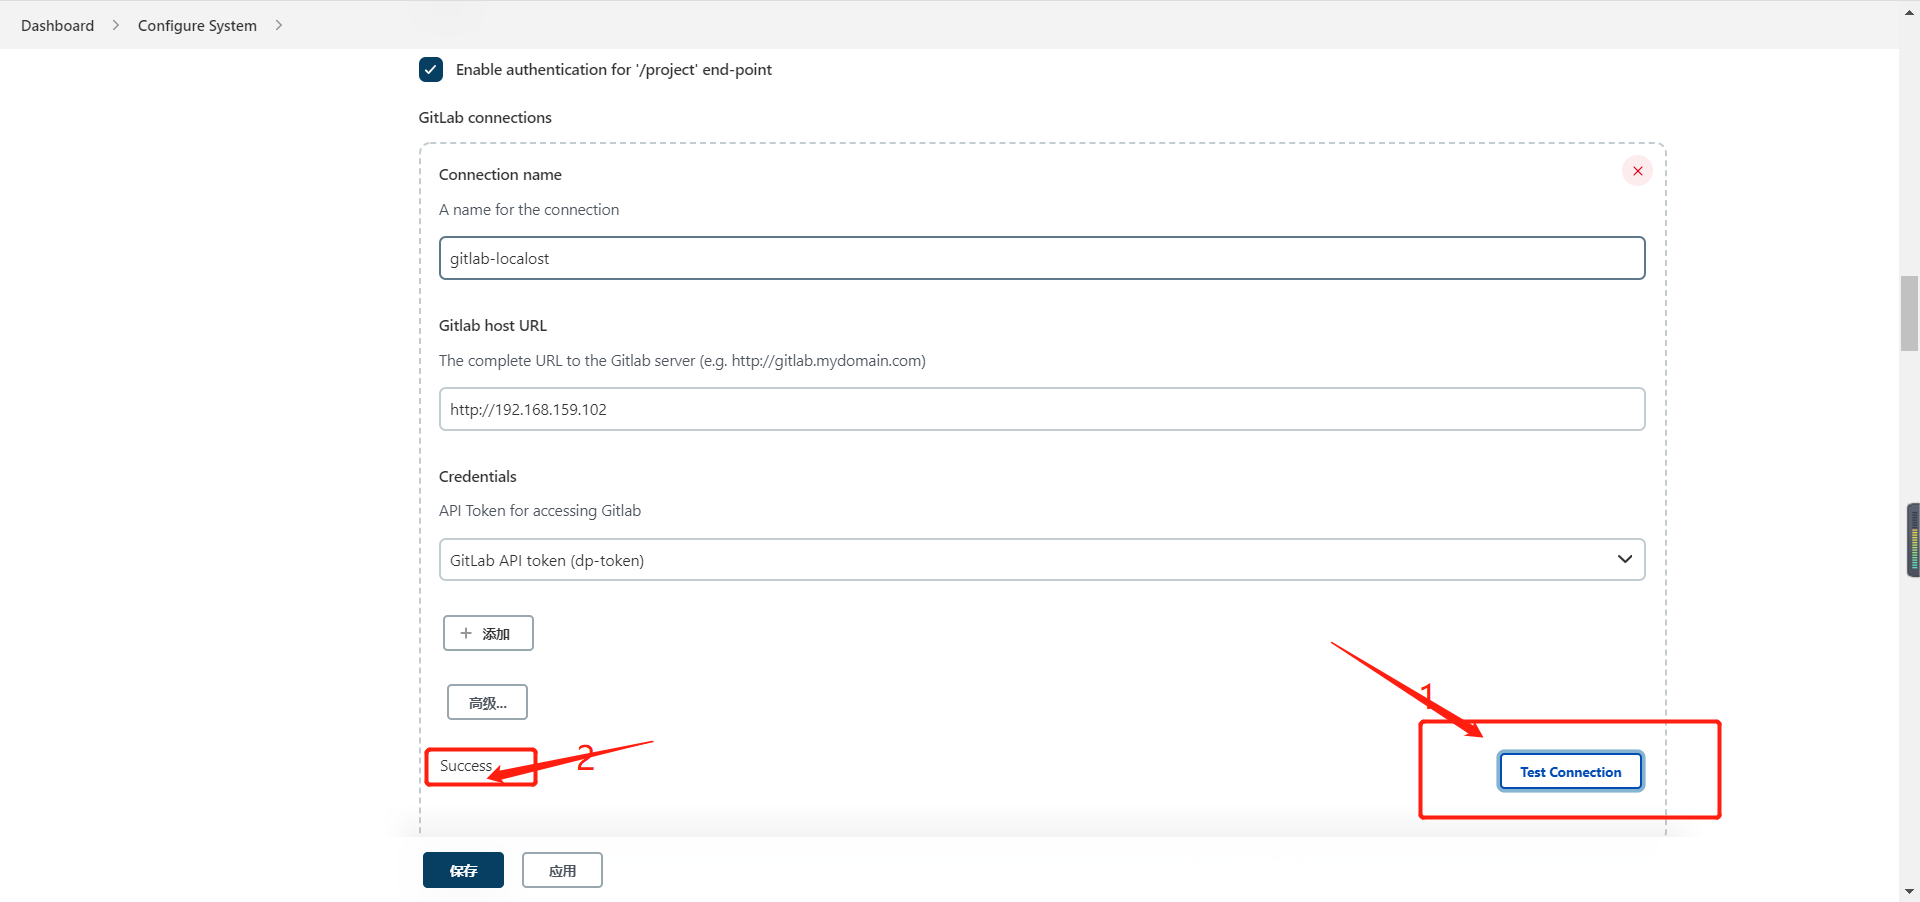 Dashboard Configure System
Enable authentication for '/project' end-point
GitLab connections
Connection name
A name for the connection
gitlab-localost
Gitlab host URL
The complete URL to the Gitlab server (e.g. http://gitlab.mydomain.com)
http://192.168.159.102
Credentials
API Token for accessing Gitlab
GitLab API token (dp-token)
+ 添加
高级...
1
2
Success
Test Connection
保存 应用